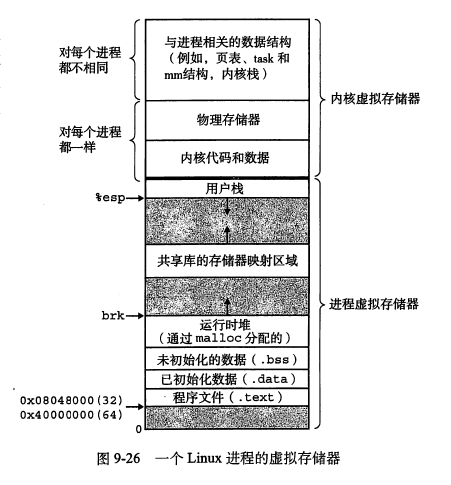 对每个进程
都不相同
与进程相关的数据结构
(例如,页表、task 和
mm结构,内核栈)
内核虚拟存储器
对每个进程
都一样
物理存储器
内核代码和数据
用户栈
%esp
共享库的存储器映射区域
进程虚拟存储器
brk
运行时堆
(通过 malloc 分配的)
未初始化的数据(.bss)
已初始化数据(.data)
程序文件(.text)
0x08048000(32)
0x40000000(64)
0
图 9-26 一个 Linux 进程的虚拟存储器